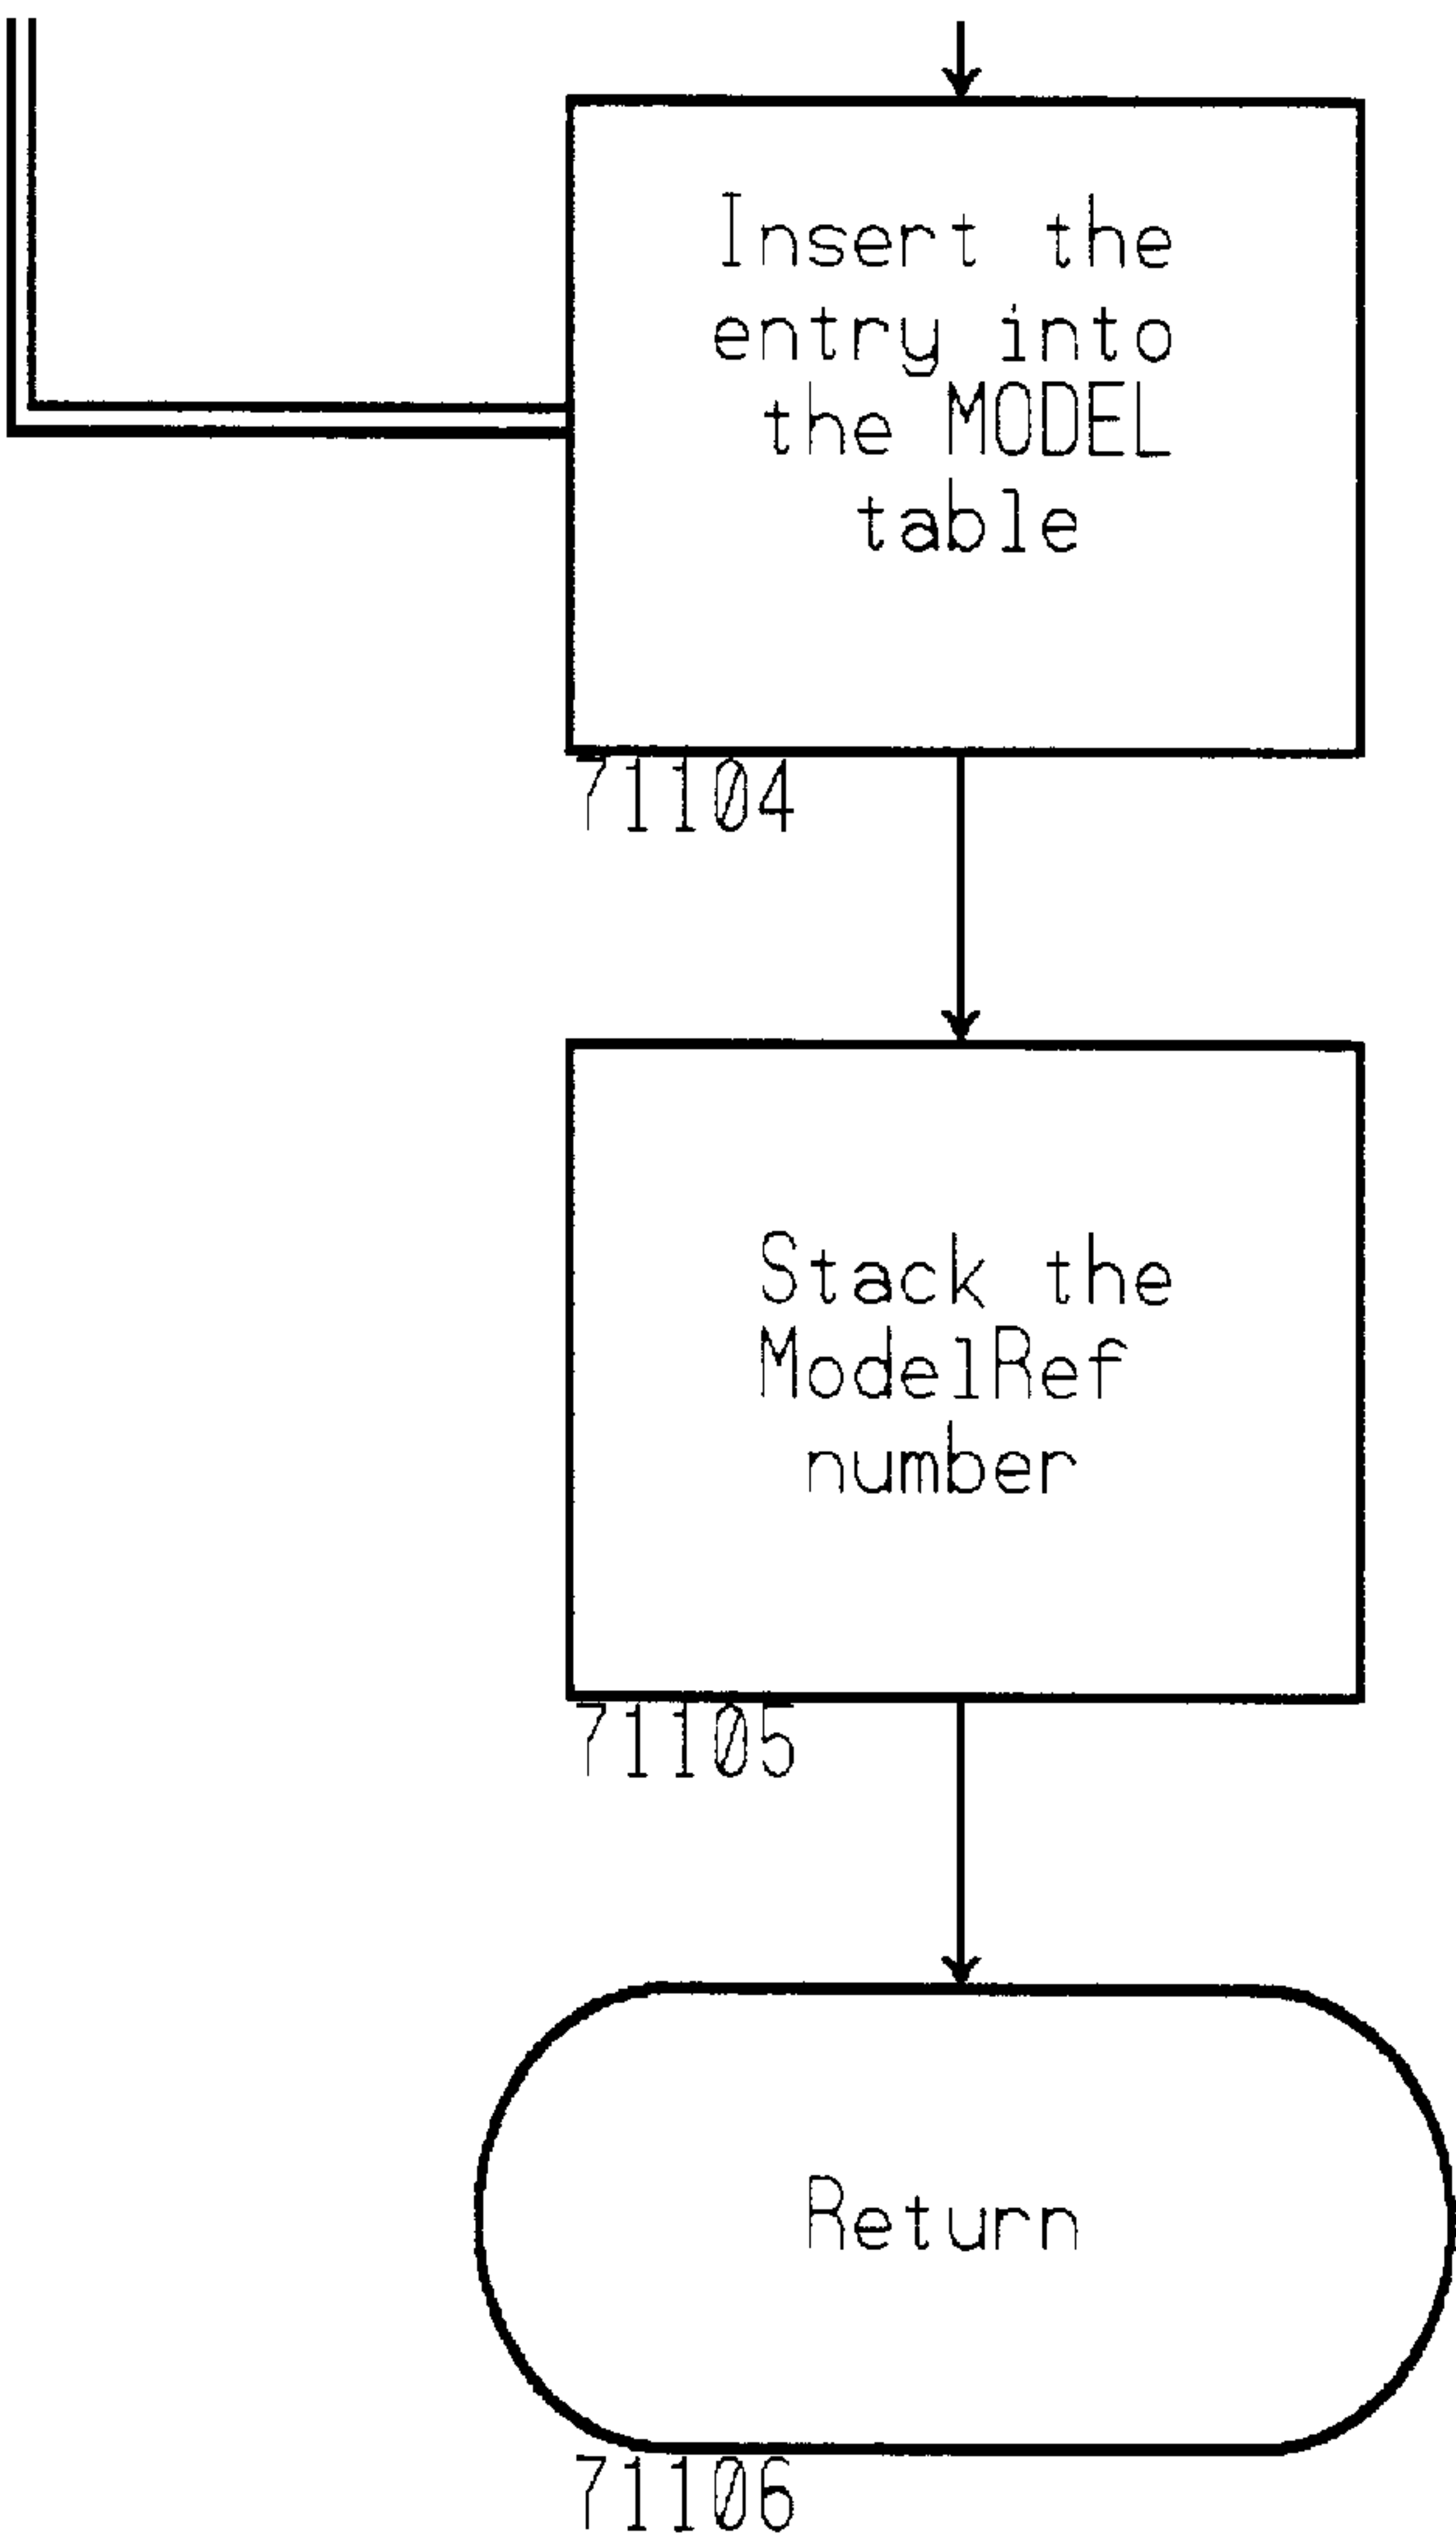 Insert the
entry into
the MODEL
table
71104
Stack the
ModelRef
number
71105
Return
71106